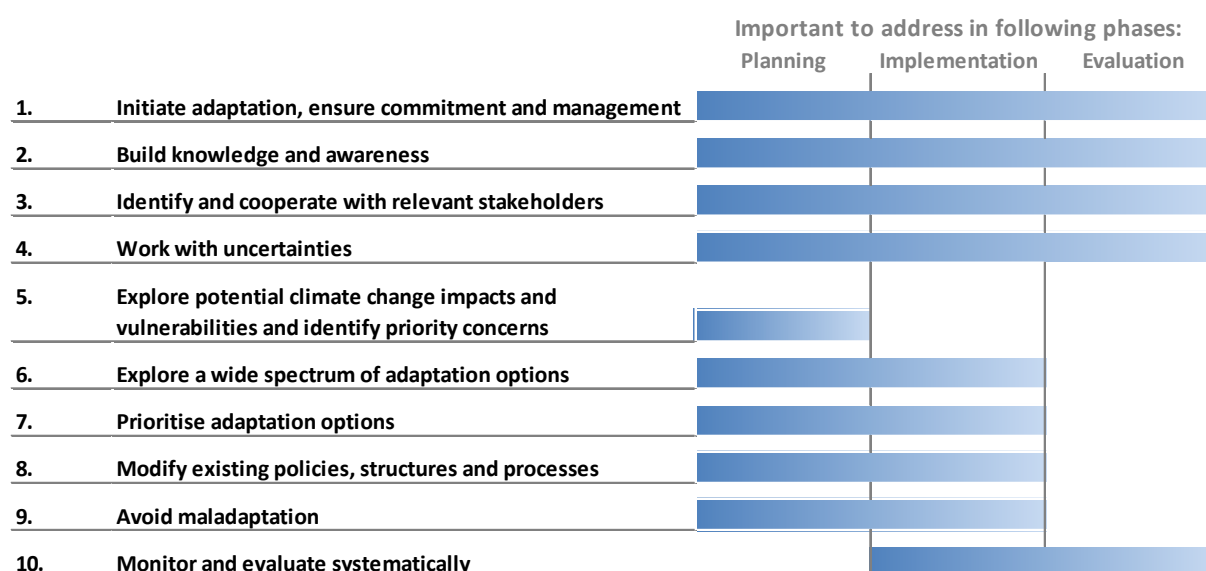 Important to address in following phases:
Planning Implementation Evaluation
1. Initiate adaptation, ensure commitment and management
2. Build knowledge and awareness
3. Identify and cooperate with relevant stakeholders
4. Work with uncertainties
5. Explore potential climate change impacts and
vulnerabilities and identify priority concerns
6. Explore a wide spectrum of adaptation options
7. Prioritise adaptation options
8. Modify existing policies, structures and processes
9. Avoid maladaptation
10. Monitor and evaluate systematically